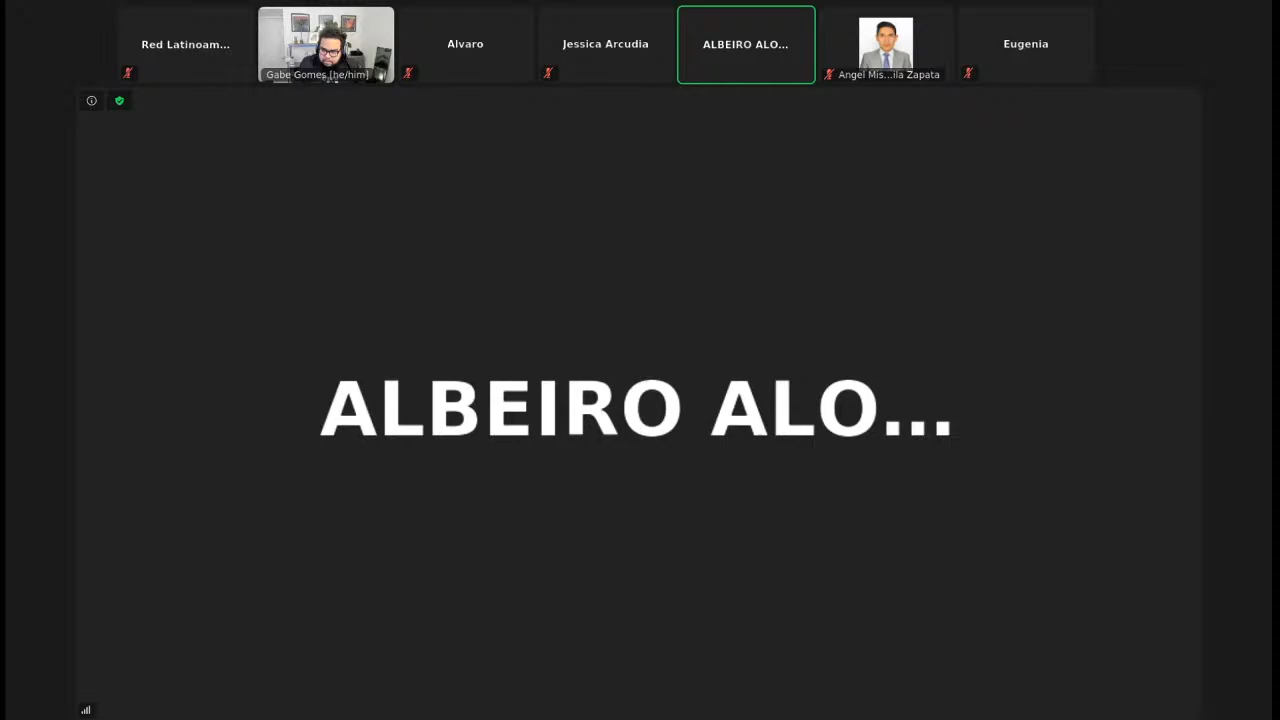 Red Latinoam...
Gabe Gomes [he/him]
Alvaro
Jessica Arcudia
ALBEIRO ALO...
Angel Mis...ila Zapata
Eugenia
ALBEIRO ALO...